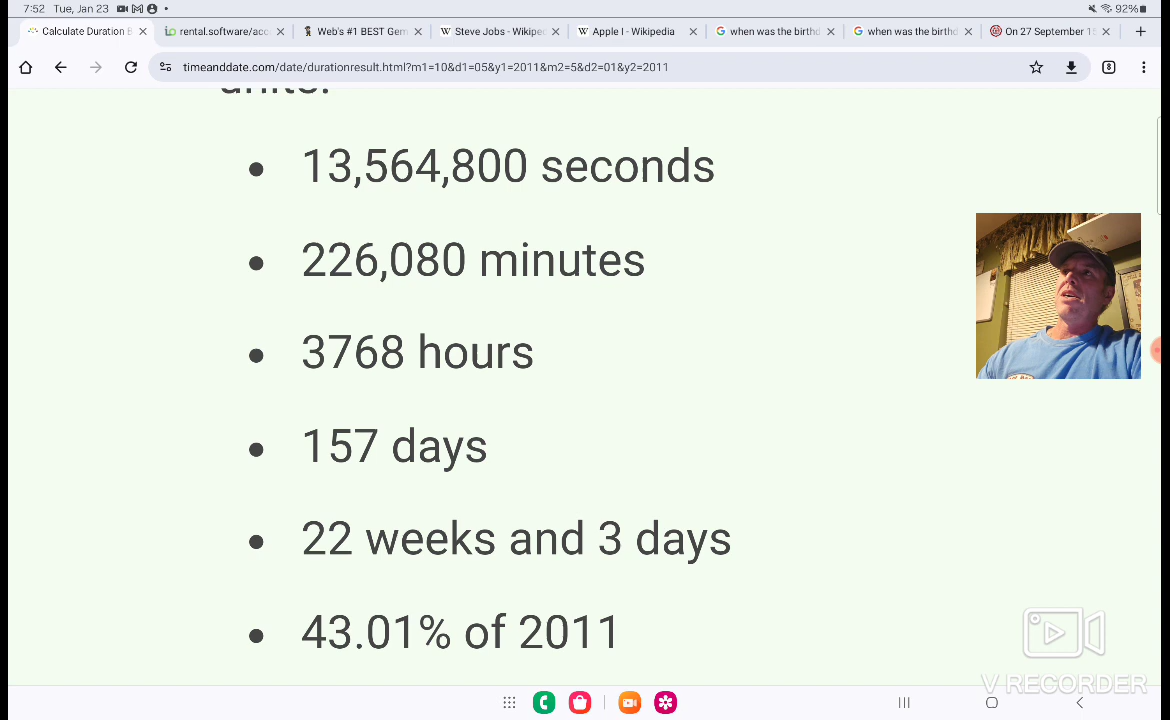 7:52 Tue, Jan 23 92%
Calculate Duration B rental.software/acc Web's #1 BEST Gem Steve Jobs - Wikiped Apple I - Wikipedia when was the birthd when was the birthd On 27 September 1
timeanddate.com/date/durationresult.html?m1=10&d1=05&y1=2011&m2=5&d2=01&y2=2011
units:
13,564,800 seconds
226,080 minutes
3768 hours
157 days
22 weeks and 3 days
43.01% of 2011
V RECORDER